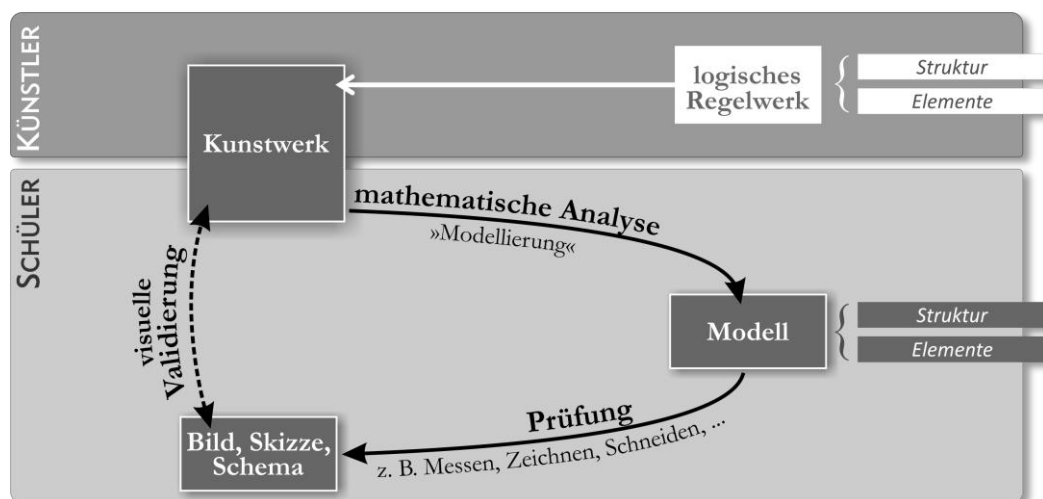 KÜNSTLER
Kunstwerk
logisches
Regelwerk
Struktur
Elemente
SCHÜLER
mathematische Analyse
»Modellierung«
visuelle
Validierung
Modell
Struktur
Elemente
Prüfung
z. B. Messen, Zeichnen, Schneiden, ...
Bild, Skizze,
Schema